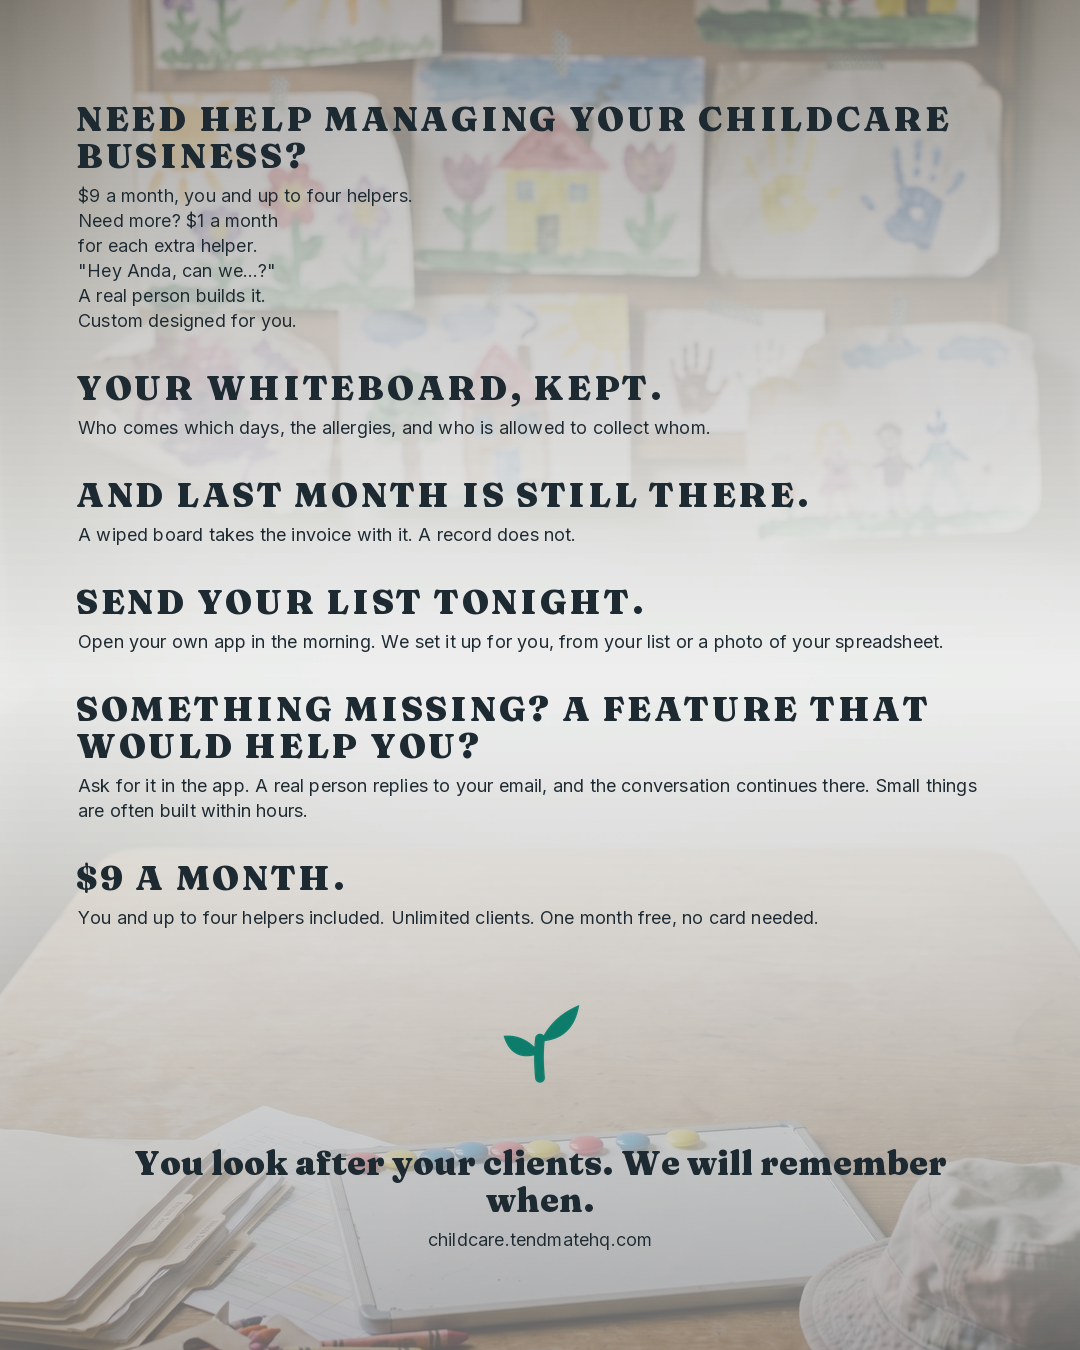 NEED HELP MANAGING YOUR CHILDCARE
BUSINESS?
$9 a month, you and up to four helpers.
Need more? $1 a month
for each extra helper.
"Hey Anda, can we...?"
A real person builds it.
Custom designed for you.
YOUR WHITEBOARD, KEPT.
Who comes which days, the allergies, and who is allowed to collect whom.
AND LAST MONTH IS STILL THERE.
A wiped board takes the invoice with it. A record does not.
SEND YOUR LIST TONIGHT.
Open your own app in the morning. We set it up for you, from your list or a photo of your spreadsheet.
SOMETHING MISSING? A FEATURE THAT
WOULD HELP YOU?
Ask for it in the app. A real person replies to your email, and the conversation continues there. Small things
are often built within hours.
$9 A MONTH.
You and up to four helpers included. Unlimited clients. One month free, no card needed.
You look after your clients. We will remember
when.
childcare.tendmatehq.com